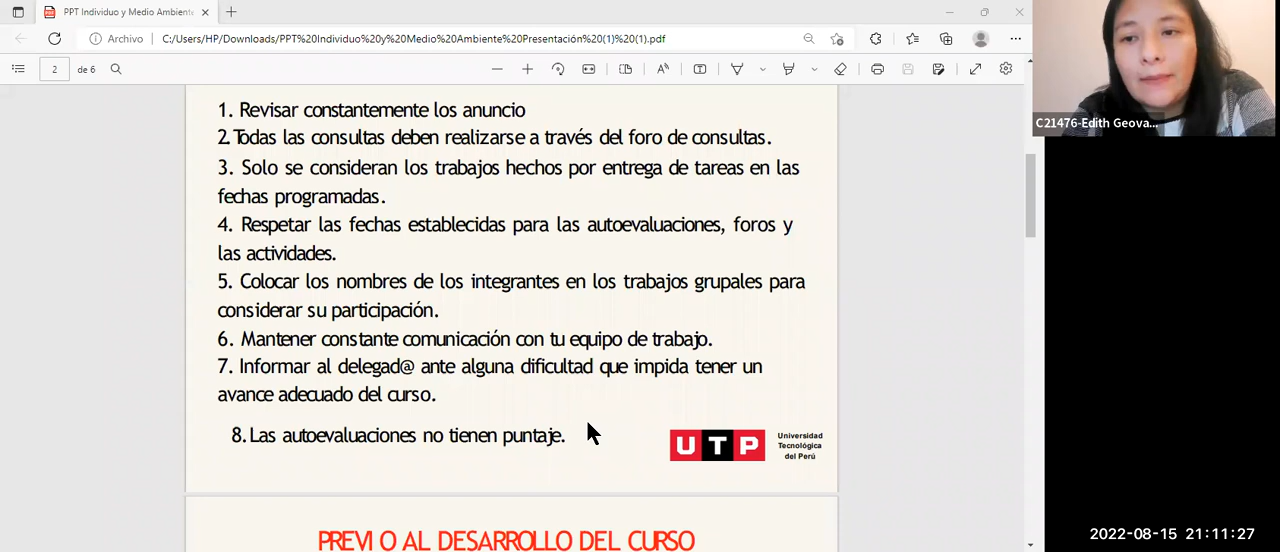 PPT Individuo y Medio Ambiente
Archivo C:/Users/HP/Downloads/PPT%20Individuo%20y%20Medio%20Ambiente%20Presentación%20(1)%20(1).pdf
2 de 6
1. Revisar constantemente los anuncio
2.Todas las consultas deben realizarse a través del foro de consultas.
3. Solo se consideran los trabajos hechos por entrega de tareas en las
fechas programadas.
4. Respetar las fechas establecidas para las autoevaluaciones, foros y
las actividades.
5. Colocar los nombres de los integrantes en los trabajos grupales para
considerar su participación.
6. Mantener constante comunicación con tu equipo de trabajo.
7. Informar al delegad@ ante alguna dificultad que impida tener un
avance adecuado del curso.
8.Las autoevaluaciones no tienen puntaje.
UTP
Universidad
Tecnológica
del Perú
PREVI O AL DESARROLLO DEL CURSO
C21476-Edith Geova...
2022-08-15 21:11:27